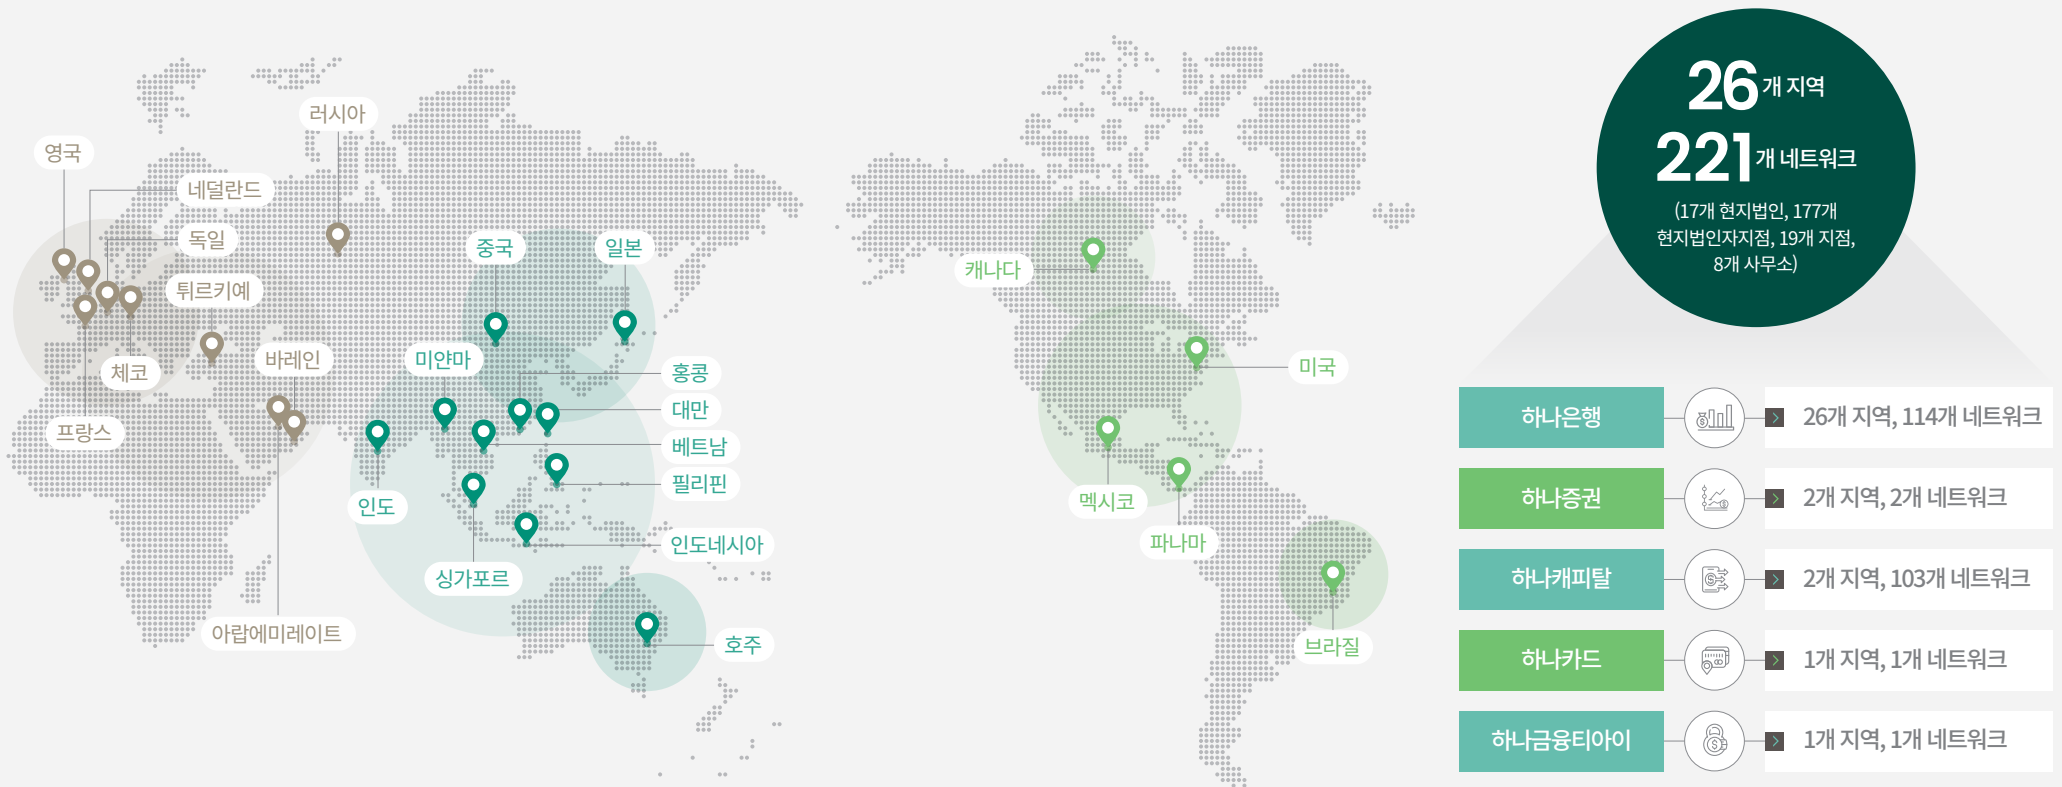 러시아
영국
네덜란드
독일
튀르키예
바레인
체코
프랑스
아랍에미레이트
중국
일본
미얀마
홍콩
대만
베트남
필리핀
인도
인도네시아
싱가포르
호주
캐나다
미국
멕시코
파나마
브라질
26개 지역
221개 네트워크
(17개 현지법인, 177개
현지법인자지점, 19개 지점,
8개 사무소)
하나은행 26개 지역, 114개 네트워크
하나증권 2개 지역, 2개 네트워크
하나캐피탈 2개 지역, 103개 네트워크
하나카드 1개 지역, 1개 네트워크
하나금융티아이 1개 지역, 1개 네트워크